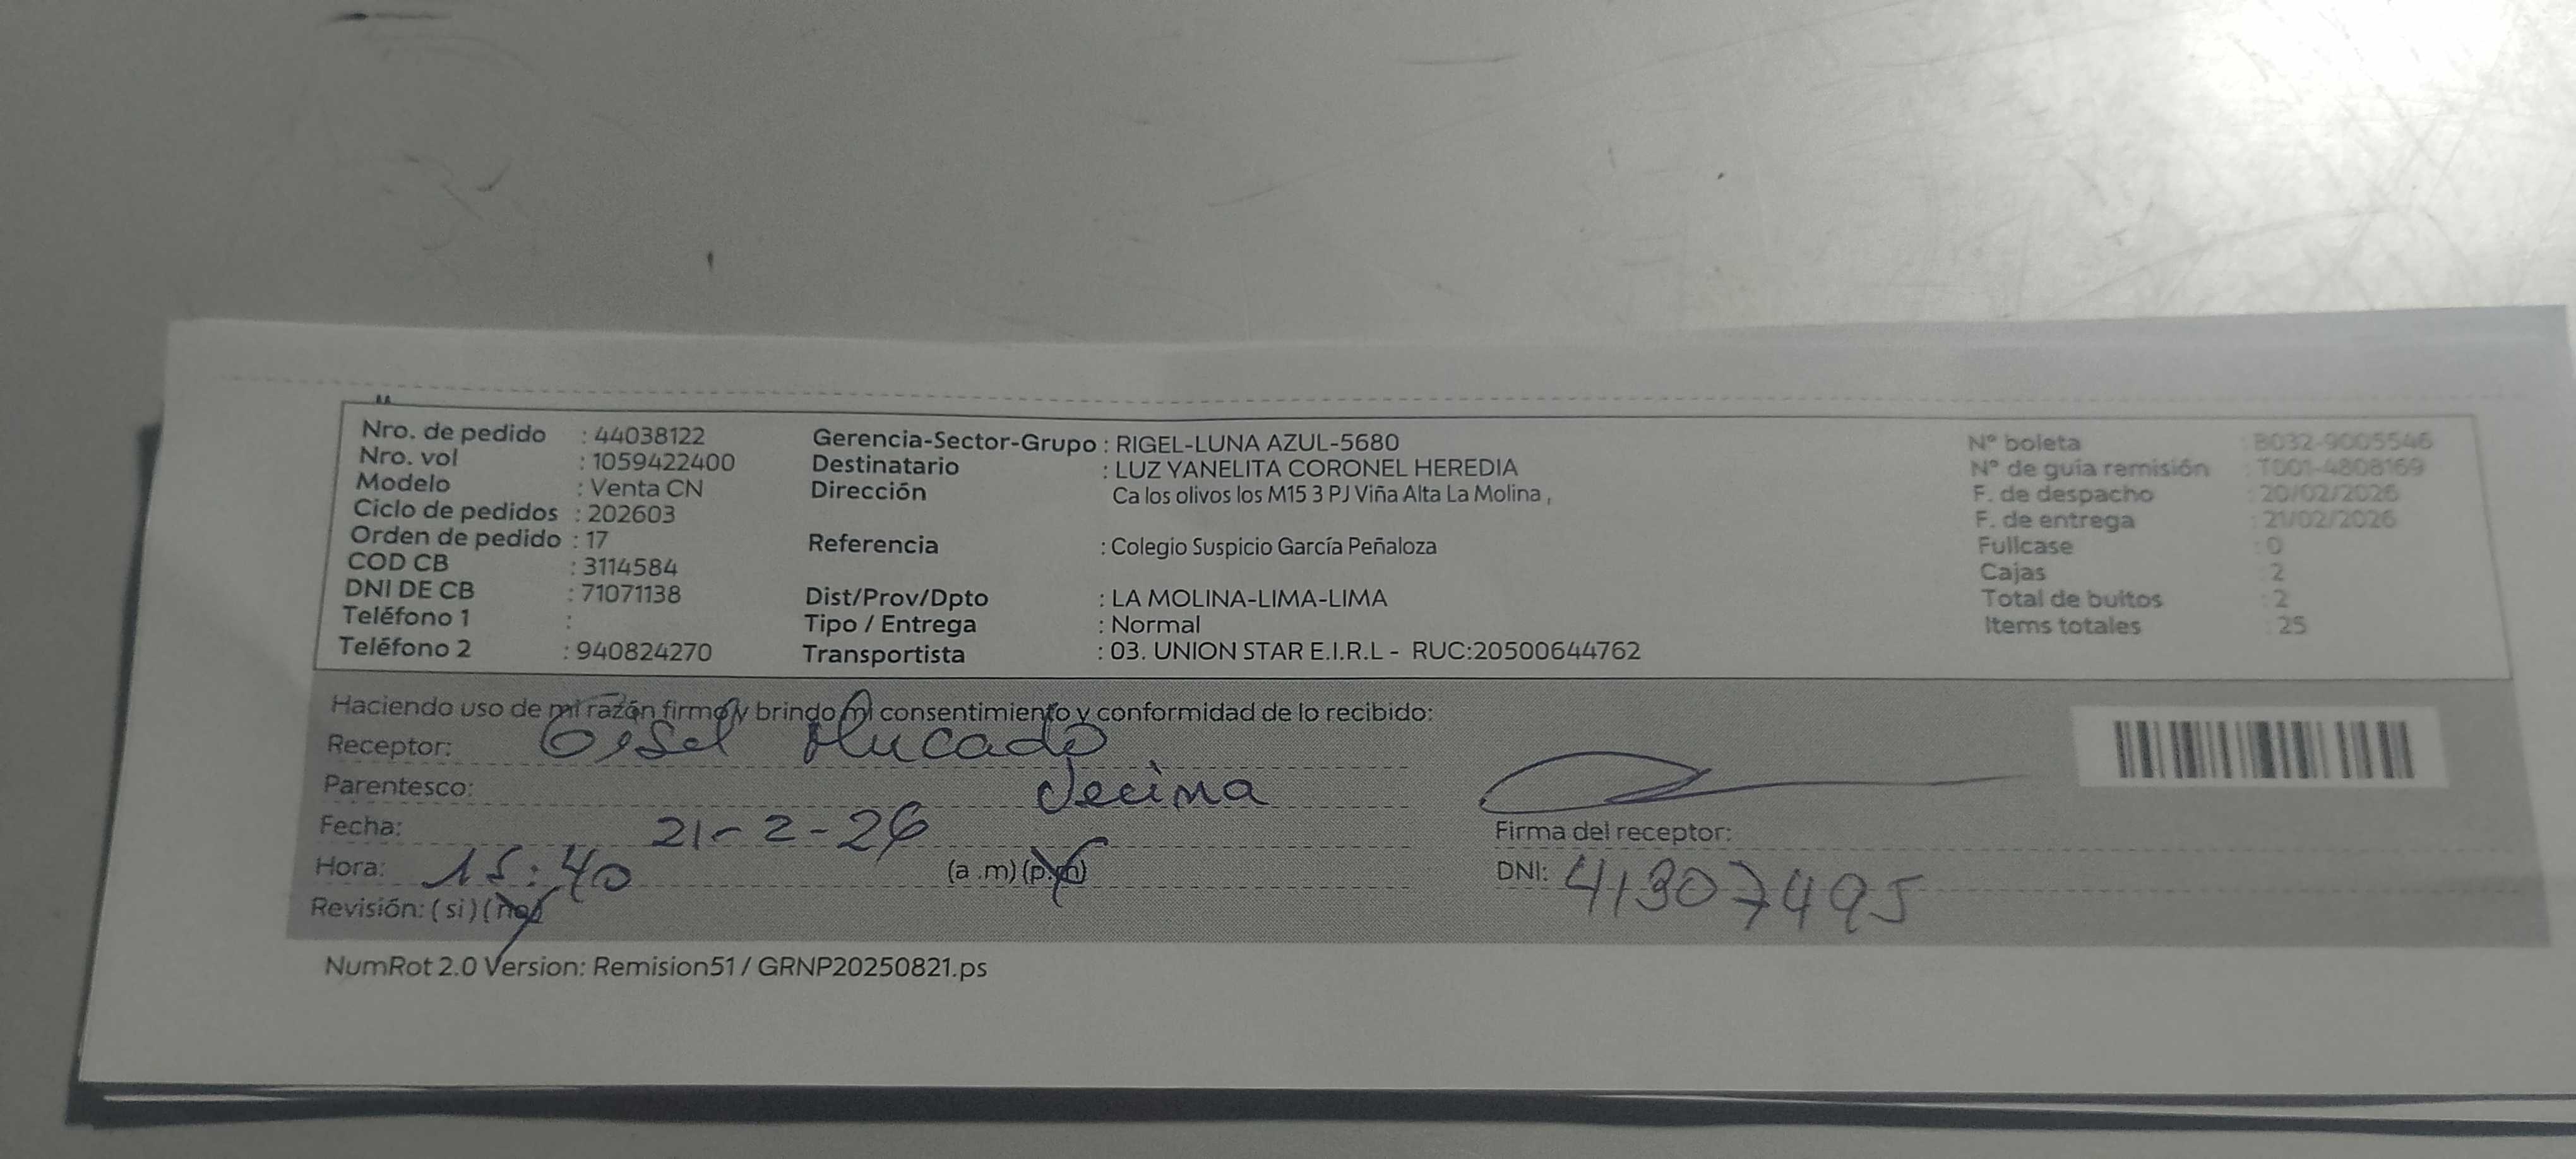 Nro. de pedido : 44038122
Nro. vol : 1059422400
Modelo : Venta CN
Ciclo de pedidos : 202603
Orden de pedido : 17
COD CB : 3114584
DNI DE CB : 71071138
Teléfono 1 :
Teléfono 2 : 940824270
Gerencia-Sector-Grupo : RIGEL-LUNA AZUL-5680
Destinatario : LUZ YANELITA CORONEL HEREDIA
Dirección Ca los olivos los M15 3 PJ Viña Alta La Molina ,
Referencia : Colegio Suspicio García Peñaloza
Dist/Prov/Dpto : LA MOLINA-LIMA-LIMA
Tipo / Entrega : Normal
Transportista : 03. UNION STAR E.I.R.L - RUC:20500644762
N° boleta : B032-9005546
N° de guía remisión : T001-4808169
F. de despacho : 20/02/2026
F. de entrega : 21/02/2026
Fullcase : 0
Cajas : 2
Total de bultos : 2
Items totales : 25
Haciendo uso de mi razón firmo y brindo mi consentimiento y conformidad de lo recibido:
Receptor:
Parentesco: Vecina
Fecha: 21-2-26
Hora: 15:40 (a .m) (p.m)
Revisión: ( si ) ( no )
Firma del receptor:
DNI: 41307495
NumRot 2.0 Version: Remision51 / GRNP20250821.ps